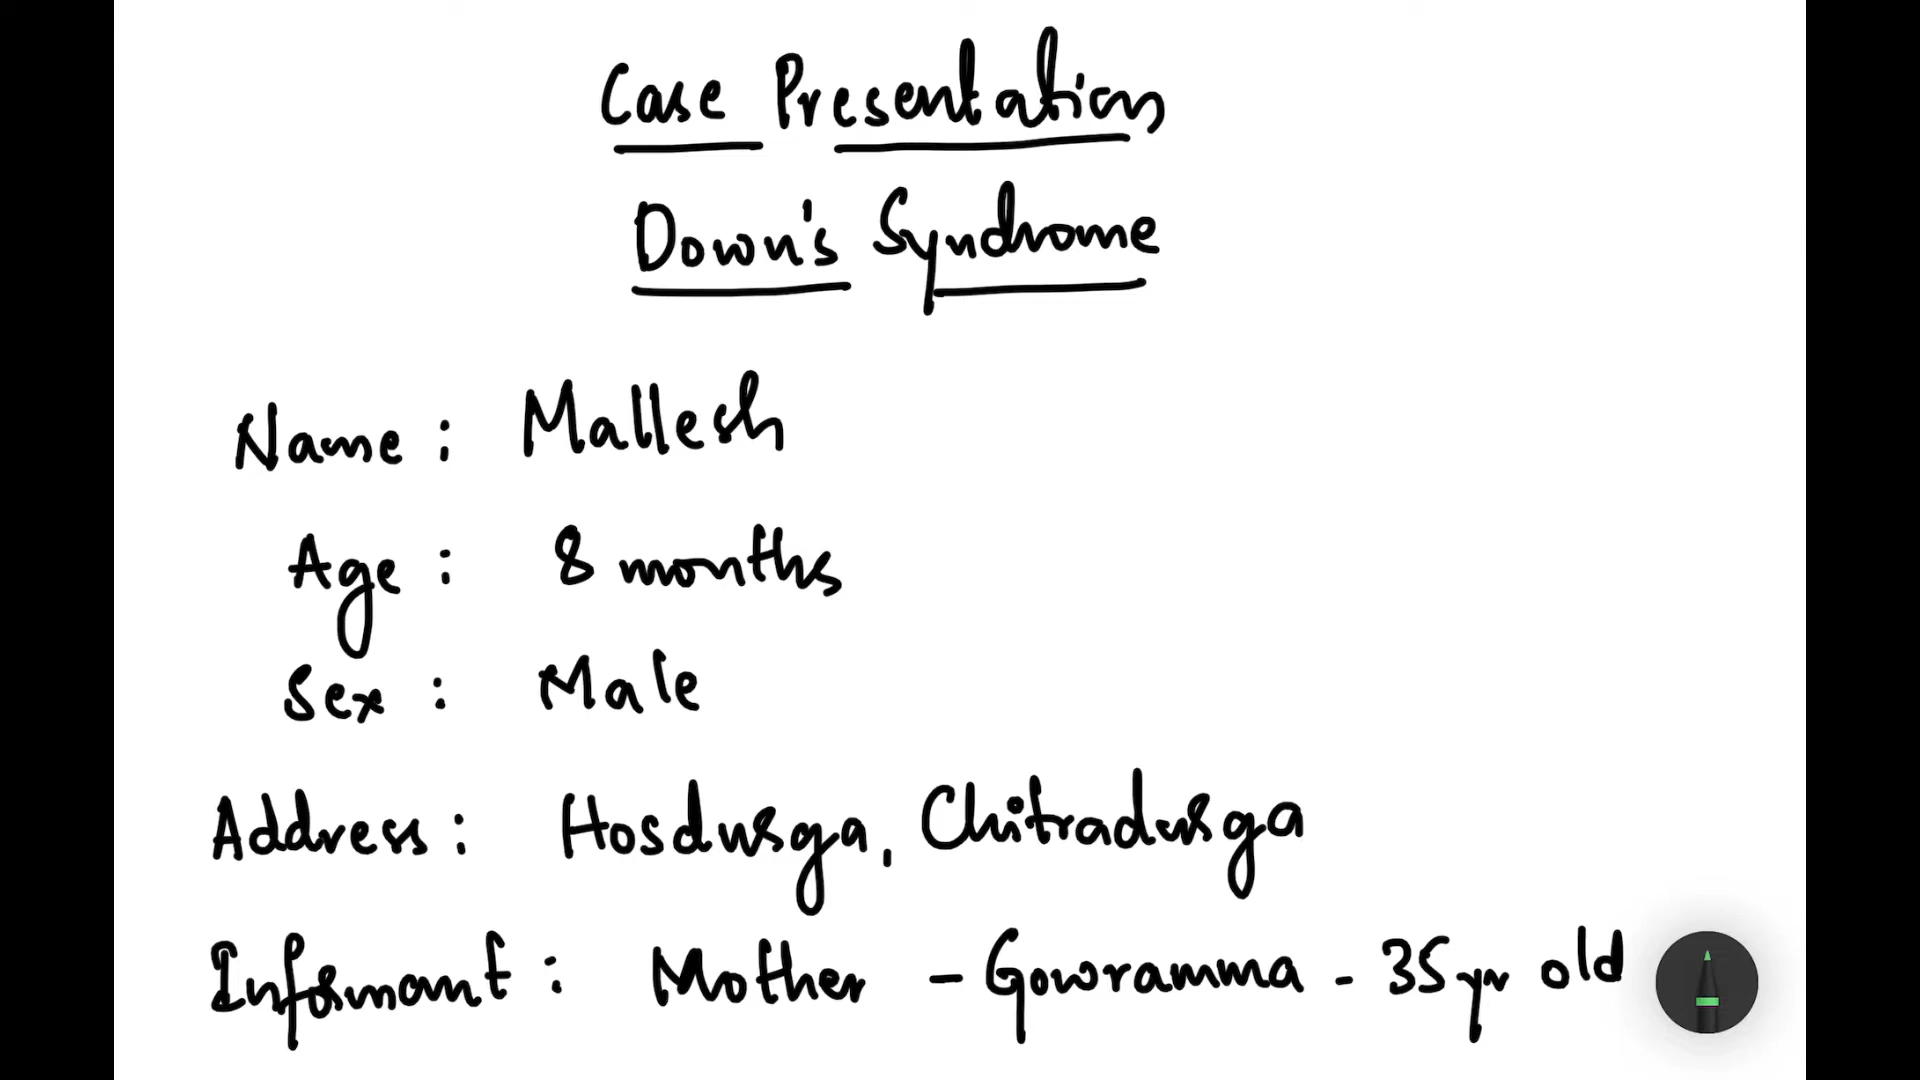 Case Presentation
Down's Syndrome
Name : Mallesh
Age : 8 months
Sex : Male
Address : Hosdurga, Chitradurga
Informant : Mother - Gowramma - 35 yr old